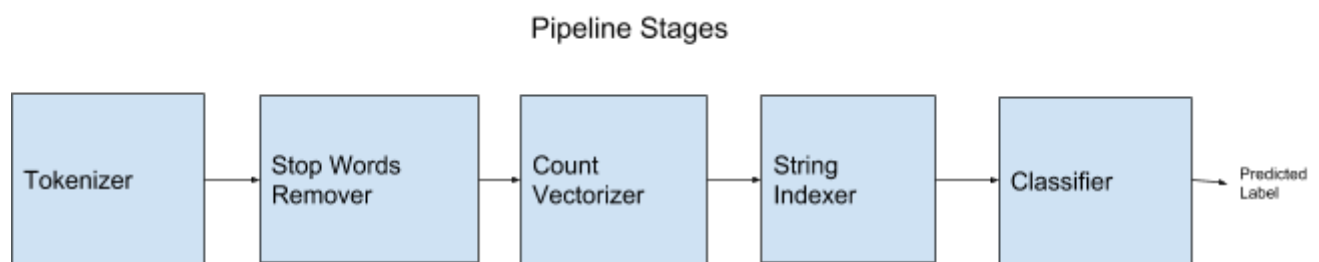 Pipeline Stages
Tokenizer
Stop Words
Remover
Count
Vectorizer
String
Indexer
Classifier
Predicted
Label